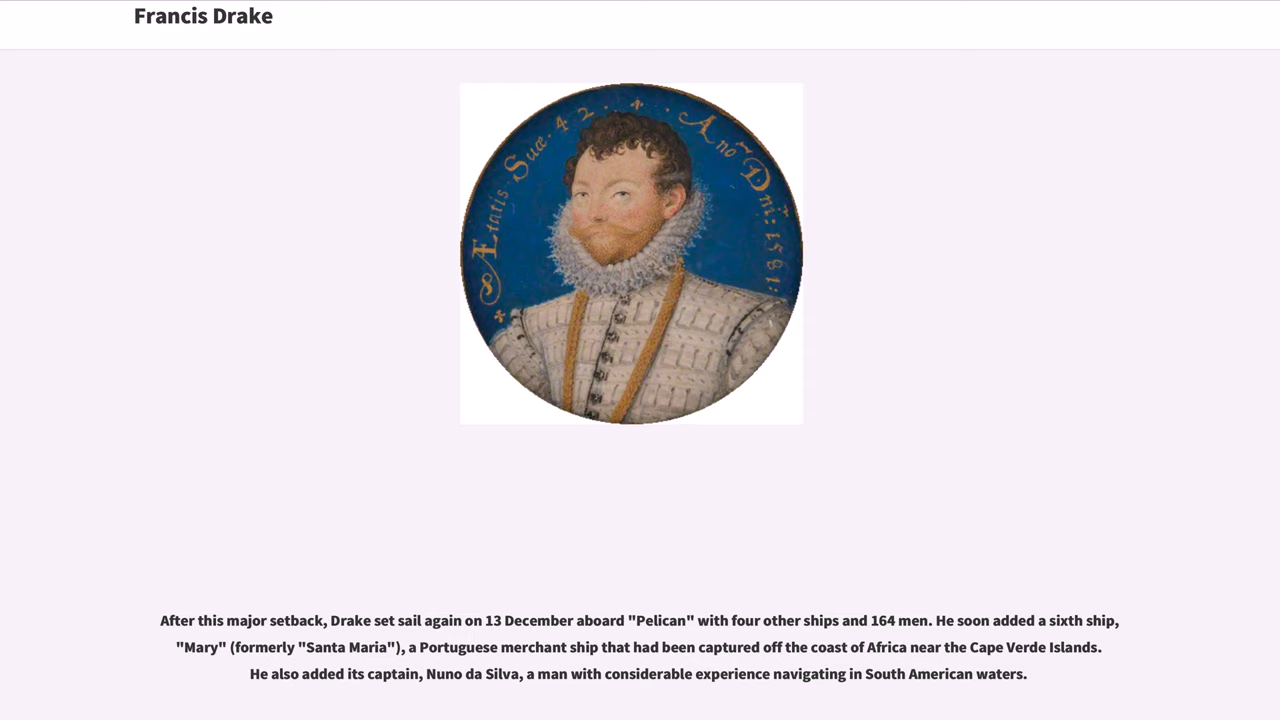 Francis Drake
Ætatis Suæ. 42. Ano Dni: 1581:
After this major setback, Drake set sail again on 13 December aboard "Pelican" with four other ships and 164 men. He soon added a sixth ship,
"Mary" (formerly "Santa Maria"), a Portuguese merchant ship that had been captured off the coast of Africa near the Cape Verde Islands.
He also added its captain, Nuno da Silva, a man with considerable experience navigating in South American waters.